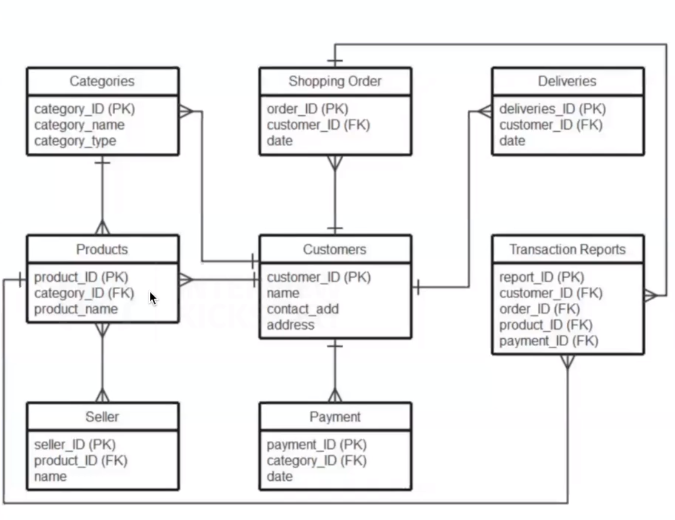 Categories
category_ID (PK)
category_name
category_type
Shopping Order
order_ID (PK)
customer_ID (FK)
date
Deliveries
deliveries_ID (PK)
customer_ID (FK)
date
Products
product_ID (PK)
category_ID (FK)
product_name
Customers
customer_ID (PK)
name
contact_add
address
Transaction Reports
report_ID (PK)
customer_ID (FK)
order_ID (FK)
product_ID (FK)
payment_ID (FK)
Seller
seller_ID (PK)
product_ID (FK)
name
Payment
payment_ID (PK)
category_ID (FK)
date